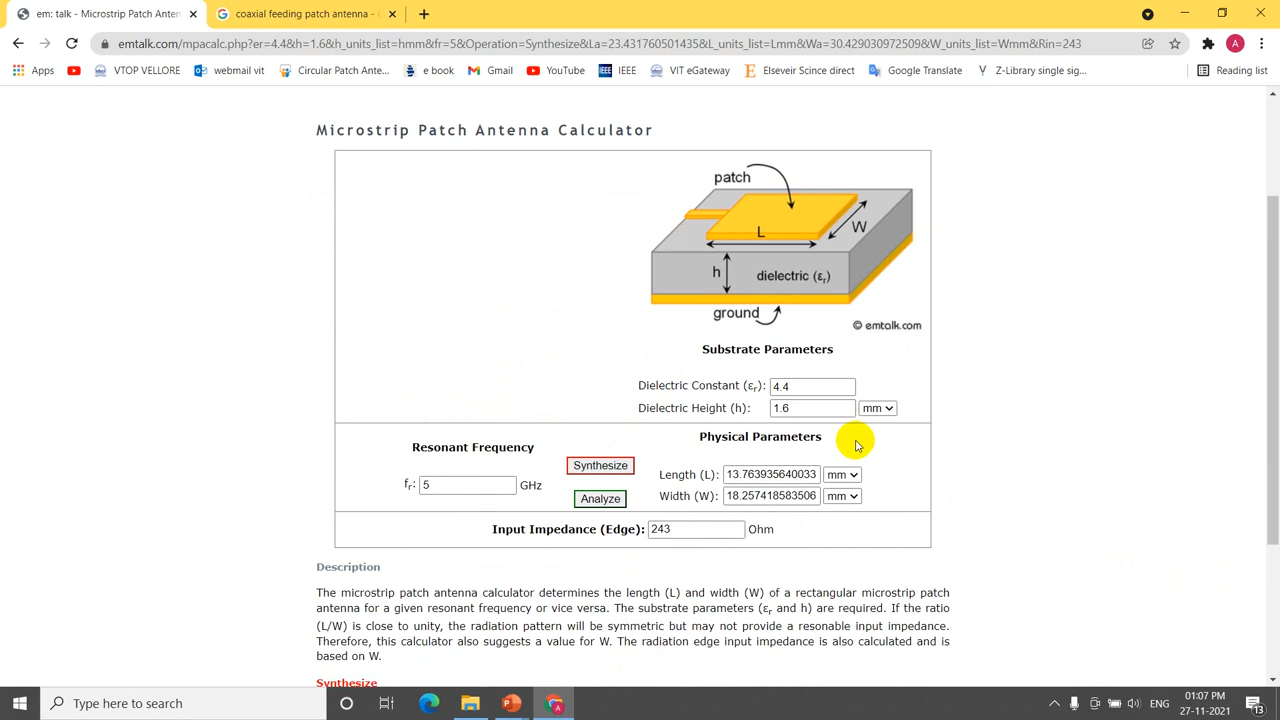 em: talk - Microstrip Patch Antenn
coaxial feeding patch antenna -
emtalk.com/mpacalc.php?er=4.4&h=1.6&h_units_list=hmm&fr=5&Operation=Synthesize&La=23.431760501435&L_units_list=Lmm&Wa=30.429030972509&W_units_list=Wmm&Rin=243
A
Apps
VTOP VELLORE
webmail vit
Circular Patch Ante...
e book
Gmail
YouTube
IEEE
VIT eGateway
Elseveir Scince direct
Google Translate
Z-Library single sig...
Reading list
Microstrip Patch Antenna Calculator
patch
L
W
h
dielectric (εr)
ground
© emtalk.com
Substrate Parameters
Dielectric Constant (εr): 4.4
Dielectric Height (h): 1.6 mm
Physical Parameters
Resonant Frequency
Synthesize
Length (L): 13.763935640033 mm
fr: 5 GHz
Analyze
Width (W): 18.257418583506 mm
Input Impedance (Edge): 243 Ohm
Description
The microstrip patch antenna calculator determines the length (L) and width (W) of a rectangular microstrip patch
antenna for a given resonant frequency or vice versa. The substrate parameters (εr and h) are required. If the ratio
(L/W) is close to unity, the radiation pattern will be symmetric but may not provide a resonable input impedance.
Therefore, this calculator also suggests a value for W. The radiation edge input impedance is also calculated and is
based on W.
Synthesize
Type here to search
ENG
01:07 PM
27-11-2021
13